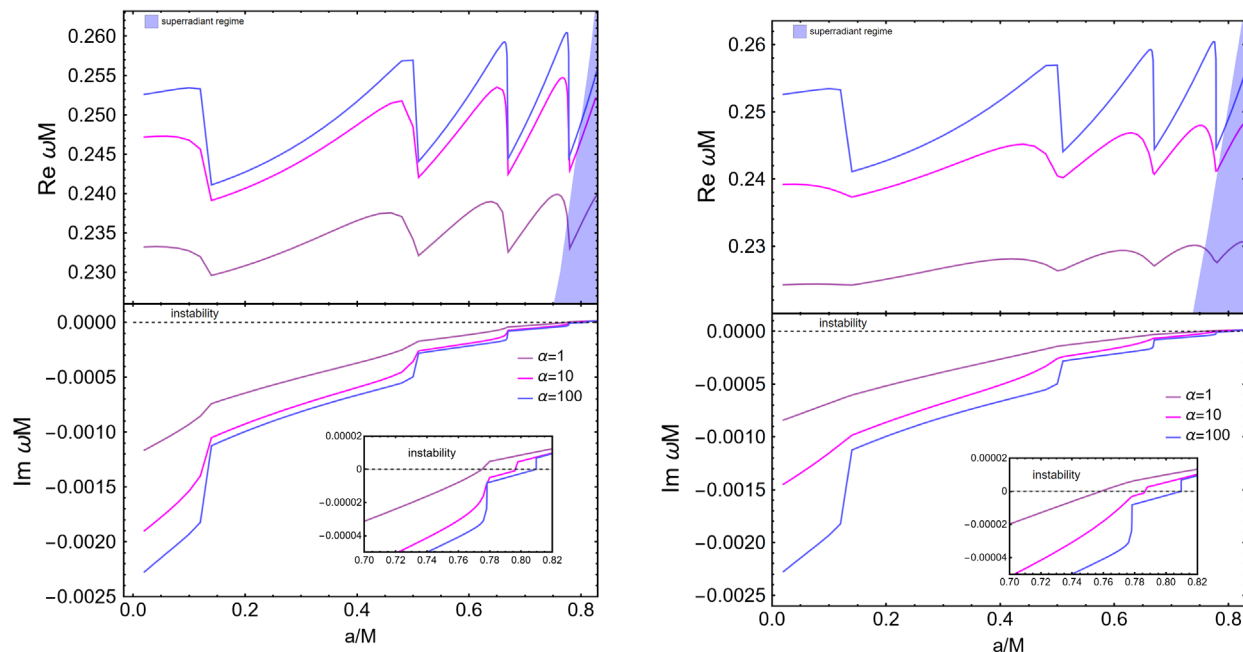 superradiant regime
0.260
0.255
0.250
0.245
0.240
0.235
0.230
Re ωM
instability
0.0000
−0.0005
−0.0010
−0.0015
−0.0020
−0.0025
Im ωM
α=1
α=10
α=100
0.00002
0
−0.00002
−0.00004
instability
0.70 0.72 0.74 0.76 0.78 0.80 0.82
0.0 0.2 0.4 0.6 0.8
a/M
superradiant regime
0.26
0.25
0.24
0.23
Re ωM
instability
0.0000
−0.0005
−0.0010
−0.0015
−0.0020
−0.0025
Im ωM
α=1
α=10
α=100
0.00002
0
−0.00002
−0.00004
instability
0.70 0.72 0.74 0.76 0.78 0.80 0.82
0.0 0.2 0.4 0.6 0.8
a/M